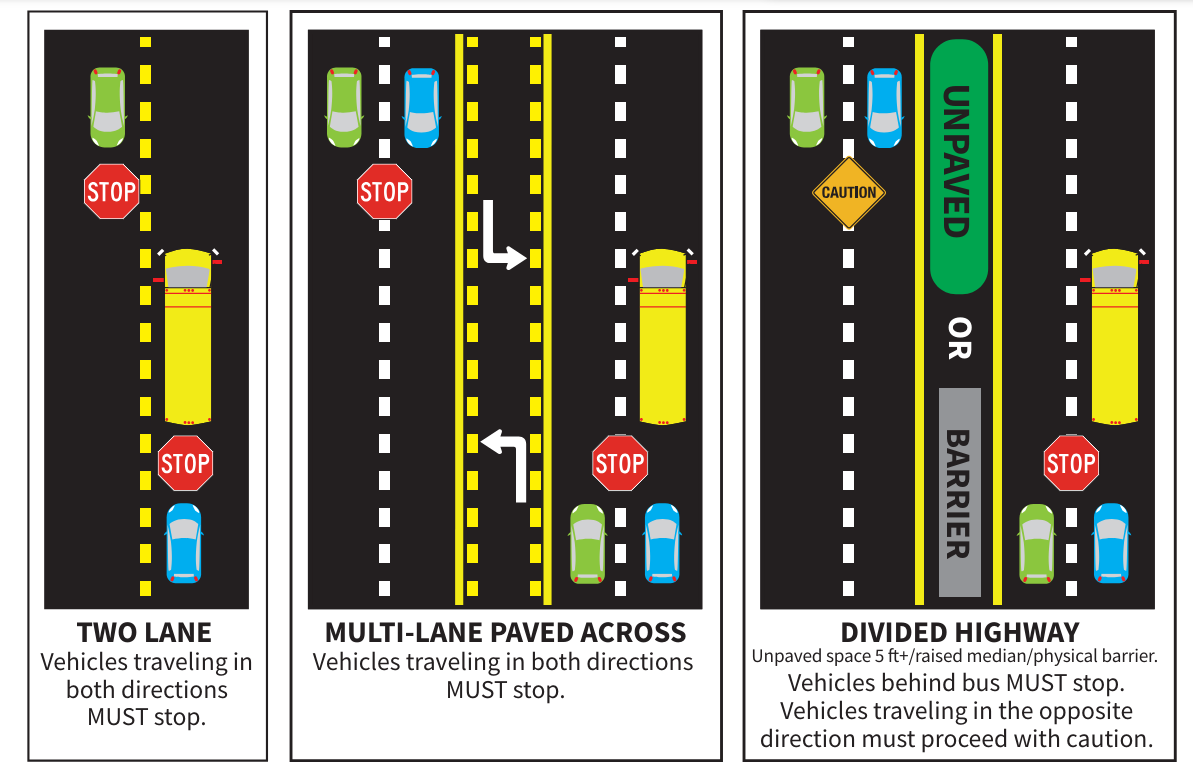 STOP
STOP
TWO LANE
Vehicles traveling in
both directions
MUST stop.
STOP
STOP
MULTI-LANE PAVED ACROSS
Vehicles traveling in both directions
MUST stop.
CAUTION
UNPAVED
OR
BARRIER
STOP
DIVIDED HIGHWAY
Unpaved space 5 ft+/raised median/physical barrier.
Vehicles behind bus MUST stop.
Vehicles traveling in the opposite
direction must proceed with caution.